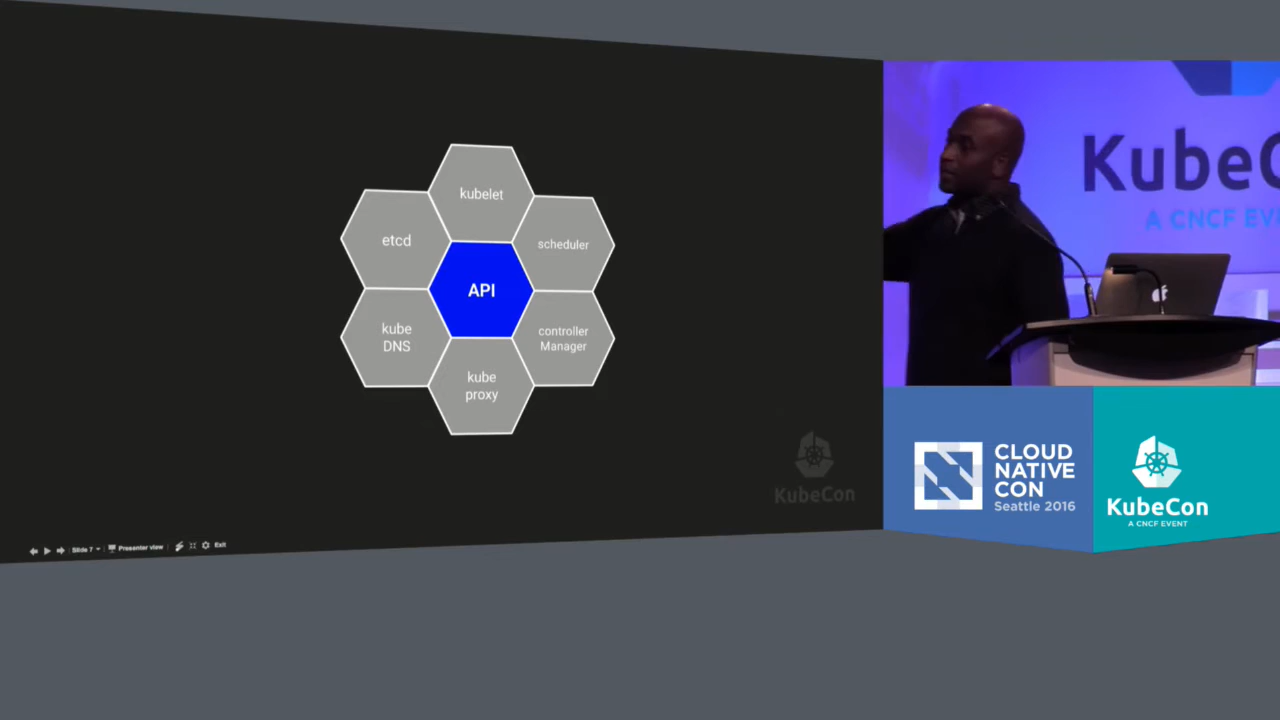 kubelet
etcd
scheduler
API
kube
DNS
controller
Manager
kube
proxy
KubeCon
Slide 7
Presenter view
Exit
KubeC
A CNCF EV
CLOUD
NATIVE
CON
Seattle 2016
KubeCon
A CNCF EVENT